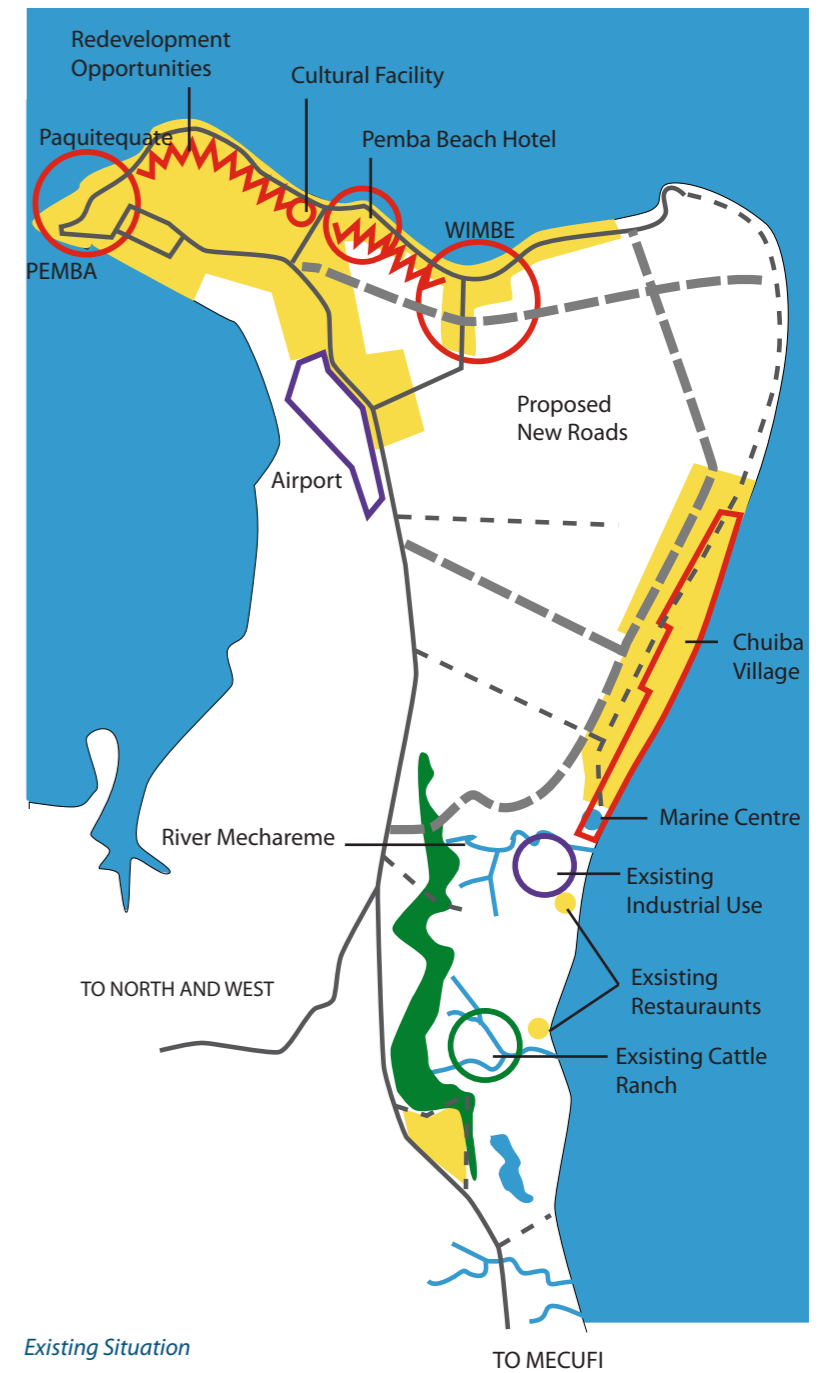 Redevelopment
Opportunities
Cultural Facility
Paquitequate
Pemba Beach Hotel
WIMBE
PEMBA
Proposed
New Roads
Airport
Chuiba
Village
Marine Centre
River Mechareme
Exsisting
Industrial Use
TO NORTH AND WEST
Exsisting
Restauraunts
Exsisting Cattle
Ranch
Existing Situation
TO MECUFI